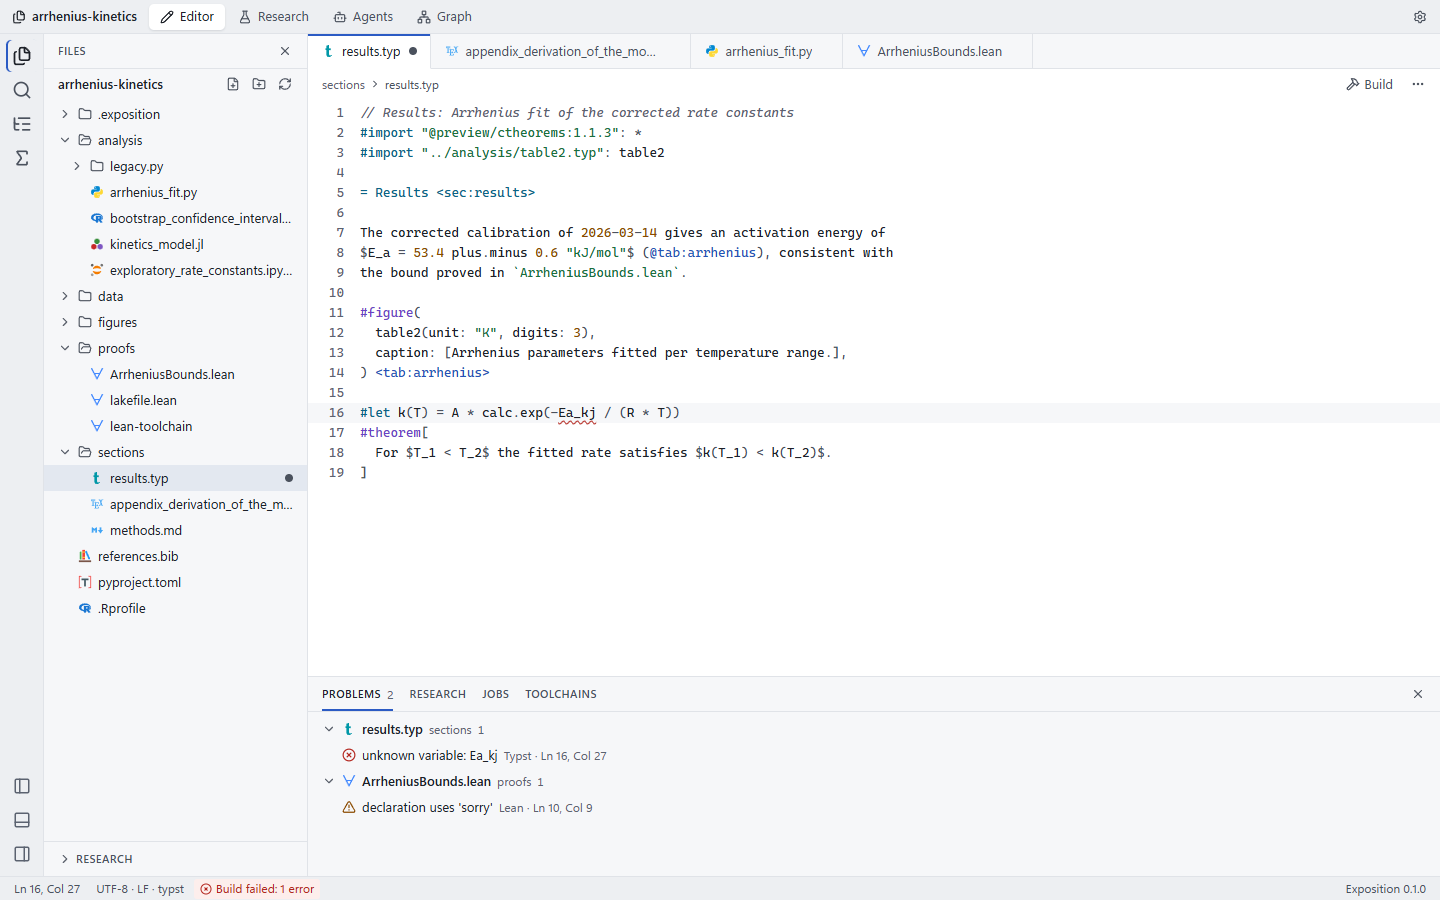 arrhenius-kinetics
Editor
Research
Agents
Graph
FILES
arrhenius-kinetics
.exposition
analysis
legacy.py
arrhenius_fit.py
bootstrap_confidence_interval...
kinetics_model.jl
exploratory_rate_constants.ipy...
data
figures
proofs
ArrheniusBounds.lean
lakefile.lean
lean-toolchain
sections
results.typ
appendix_derivation_of_the_m...
methods.md
references.bib
pyproject.toml
.Rprofile
RESEARCH
results.typ
appendix_derivation_of_the_mo...
arrhenius_fit.py
ArrheniusBounds.lean
sections > results.typ
Build
1 // Results: Arrhenius fit of the corrected rate constants
2 #import "@preview/ctheorems:1.1.3": *
3 #import "../analysis/table2.typ": table2
4
5 = Results <sec:results>
6
7 The corrected calibration of 2026-03-14 gives an activation energy of
8 $E_a = 53.4 plus.minus 0.6 "kJ/mol"$ (@tab:arrhenius), consistent with
9 the bound proved in `ArrheniusBounds.lean`.
10
11 #figure(
12   table2(unit: "K", digits: 3),
13   caption: [Arrhenius parameters fitted per temperature range.],
14 ) <tab:arrhenius>
15
16 #let k(T) = A * calc.exp(-Ea_kj / (R * T))
17 #theorem[
18   For $T_1 < T_2$ the fitted rate satisfies $k(T_1) < k(T_2)$.
19 ]
PROBLEMS 2
RESEARCH
JOBS
TOOLCHAINS
results.typ sections 1
unknown variable: Ea_kj Typst · Ln 16, Col 27
ArrheniusBounds.lean proofs 1
declaration uses 'sorry' Lean · Ln 10, Col 9
Ln 16, Col 27
UTF-8 · LF · typst
Build failed: 1 error
Exposition 0.1.0